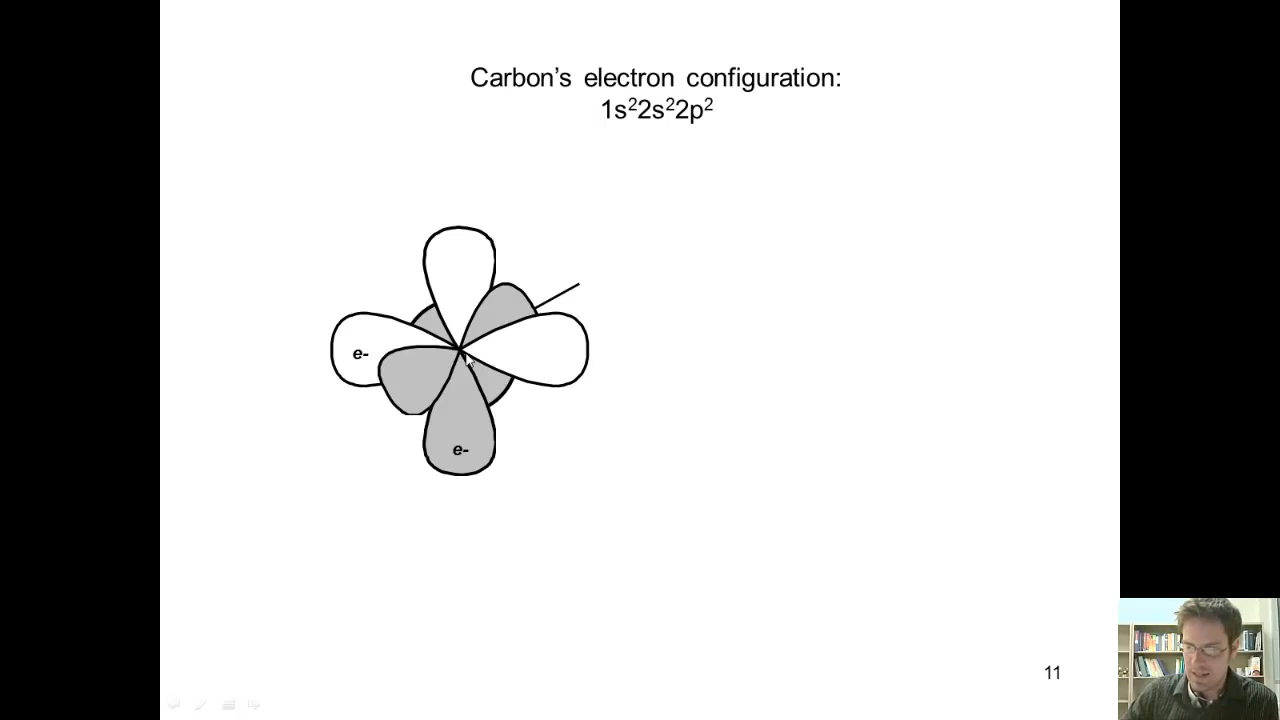 Carbon’s electron configuration:
1s²2s²2p²
e-
e-
11